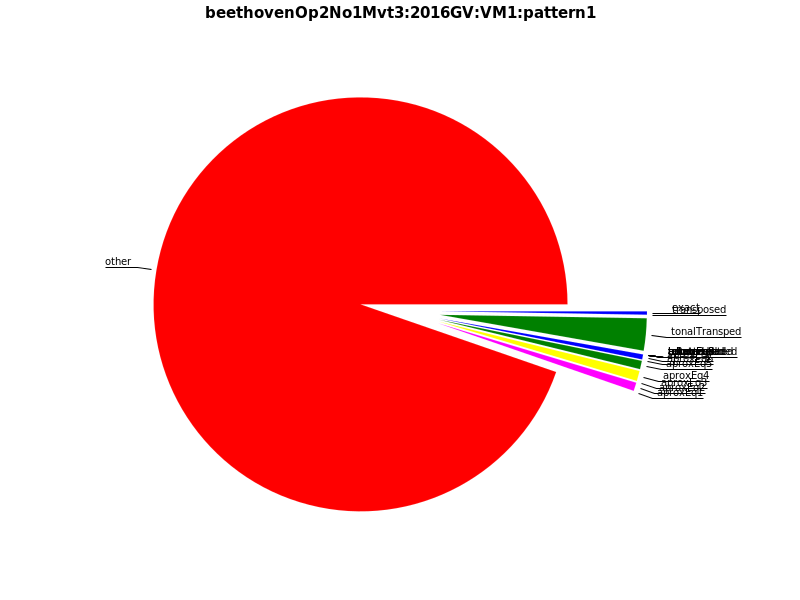 beethovenOp2No1Mvt3:2016GV:VM1:pattern1
other
exact
transposed
tonalTransped
aproxEq5
aproxEq4
aproxEq3
aproxEq2
aproxEq1